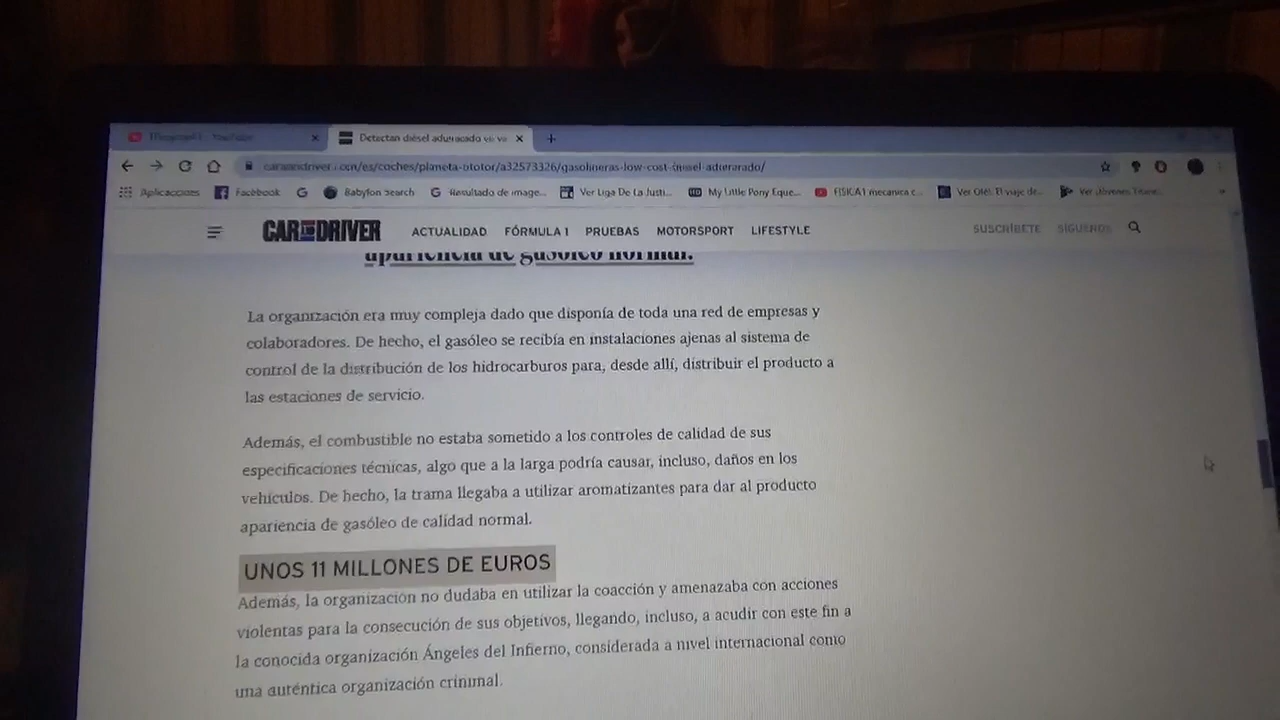 YouTube
Detectan diésel adulterado
caranddriver.com/es/coches/planeta-motor/a32573326/gasolineras-low-cost-diesel-adulterado/
Aplicaciones Facebook Babylon Search Resultado de image... Ver Liga De La Justi... My Little Pony Eque... FISICA1 mecanica c... Ver Olé!. El viaje de... Ver Jóvenes Titane...
CAR AND DRIVER ACTUALIDAD FÓRMULA 1 PRUEBAS MOTORSPORT LIFESTYLE SUSCRÍBETE SÍGUENOS
apariencia de gasóleo normal.
La organización era muy compleja dado que disponía de toda una red de empresas y
colaboradores. De hecho, el gasóleo se recibía en instalaciones ajenas al sistema de
control de la distribución de los hidrocarburos para, desde allí, distribuir el producto a
las estaciones de servicio.
Además, el combustible no estaba sometido a los controles de calidad de sus
especificaciones técnicas, algo que a la larga podría causar, incluso, daños en los
vehículos. De hecho, la trama llegaba a utilizar aromatizantes para dar al producto
apariencia de gasóleo de calidad normal.
UNOS 11 MILLONES DE EUROS
Además, la organización no dudaba en utilizar la coacción y amenazaba con acciones
violentas para la consecución de sus objetivos, llegando, incluso, a acudir con este fin a
la conocida organización Ángeles del Infierno, considerada a nivel internacional como
una auténtica organización criminal.